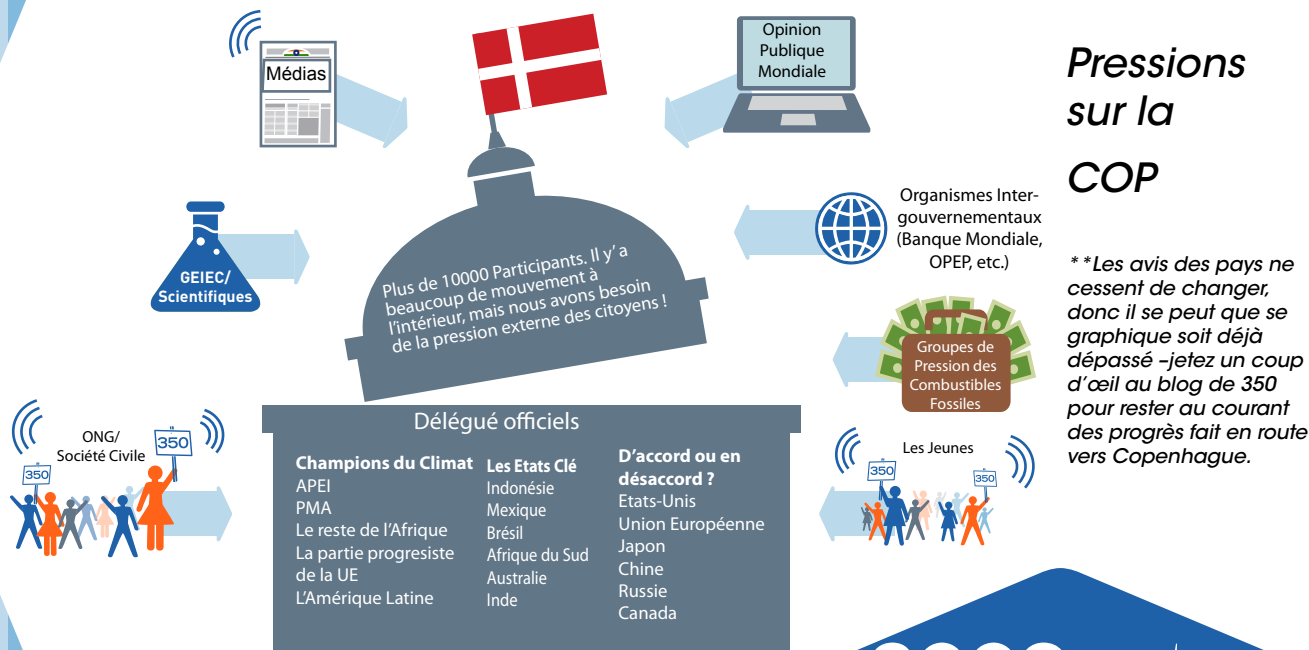 Médias
Opinion
Publique
Mondiale
Pressions
sur la
COP
GEIEC/
Scientifiques
Organismes Inter-
gouvernementaux
(Banque Mondiale,
OPEP, etc.)
Plus de 10000 Participants. Il y' a
beaucoup de mouvement à
l'intérieur, mais nous avons besoin
de la pression externe des citoyens !
**Les avis des pays ne
cessent de changer,
donc il se peut que se
graphique soit déjà
dépassé –jetez un coup
d'œil au blog de 350
pour rester au courant
des progrès fait en route
vers Copenhague.
Groupes de
Pression des
Combustibles
Fossiles
ONG/
Société Civile
350
350
Délégué officiels
Champions du Climat
APEI
PMA
Le reste de l'Afrique
La partie progresiste
de la UE
L'Amérique Latine
Les Etats Clé
Indonésie
Mexique
Brésil
Afrique du Sud
Australie
Inde
D'accord ou en
désaccord ?
Etats-Unis
Union Européenne
Japon
Chine
Russie
Canada
Les Jeunes
350
350